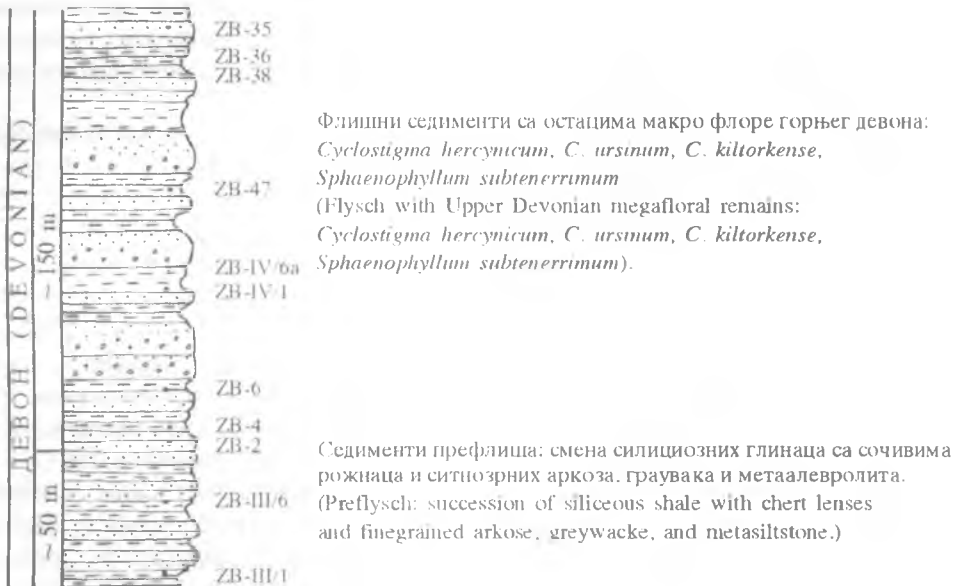 ДЕВОН (DEVONIAN)
~ 150 m
~ 50 m
ZB-35
ZB-36
ZB-38
ZB-47
ZB-IV/6a
ZB-IV/1
ZB-6
ZB-4
ZB-2
ZB-III/6
ZB-III/1
Флишни седименти са остацима макро флоре горњег девона:
Cyclostigma hercynicum, C. ursinum, C. kiltorkense,
Sphaenophyllum subtenerrimum
(Flysch with Upper Devonian megafloral remains:
Cyclostigma hercynicum, C. ursinum, C. kiltorkense,
Sphaenophyllum subtenerrimum).
Седименти префлиша: смена силициозних глинаца са сочивима
рожнаца и ситнозрних аркоза, граувака и метаалевролита.
(Preflysch: succession of siliceous shale with chert lenses
and finegrained arkose, greywacke, and metasiltstone.)